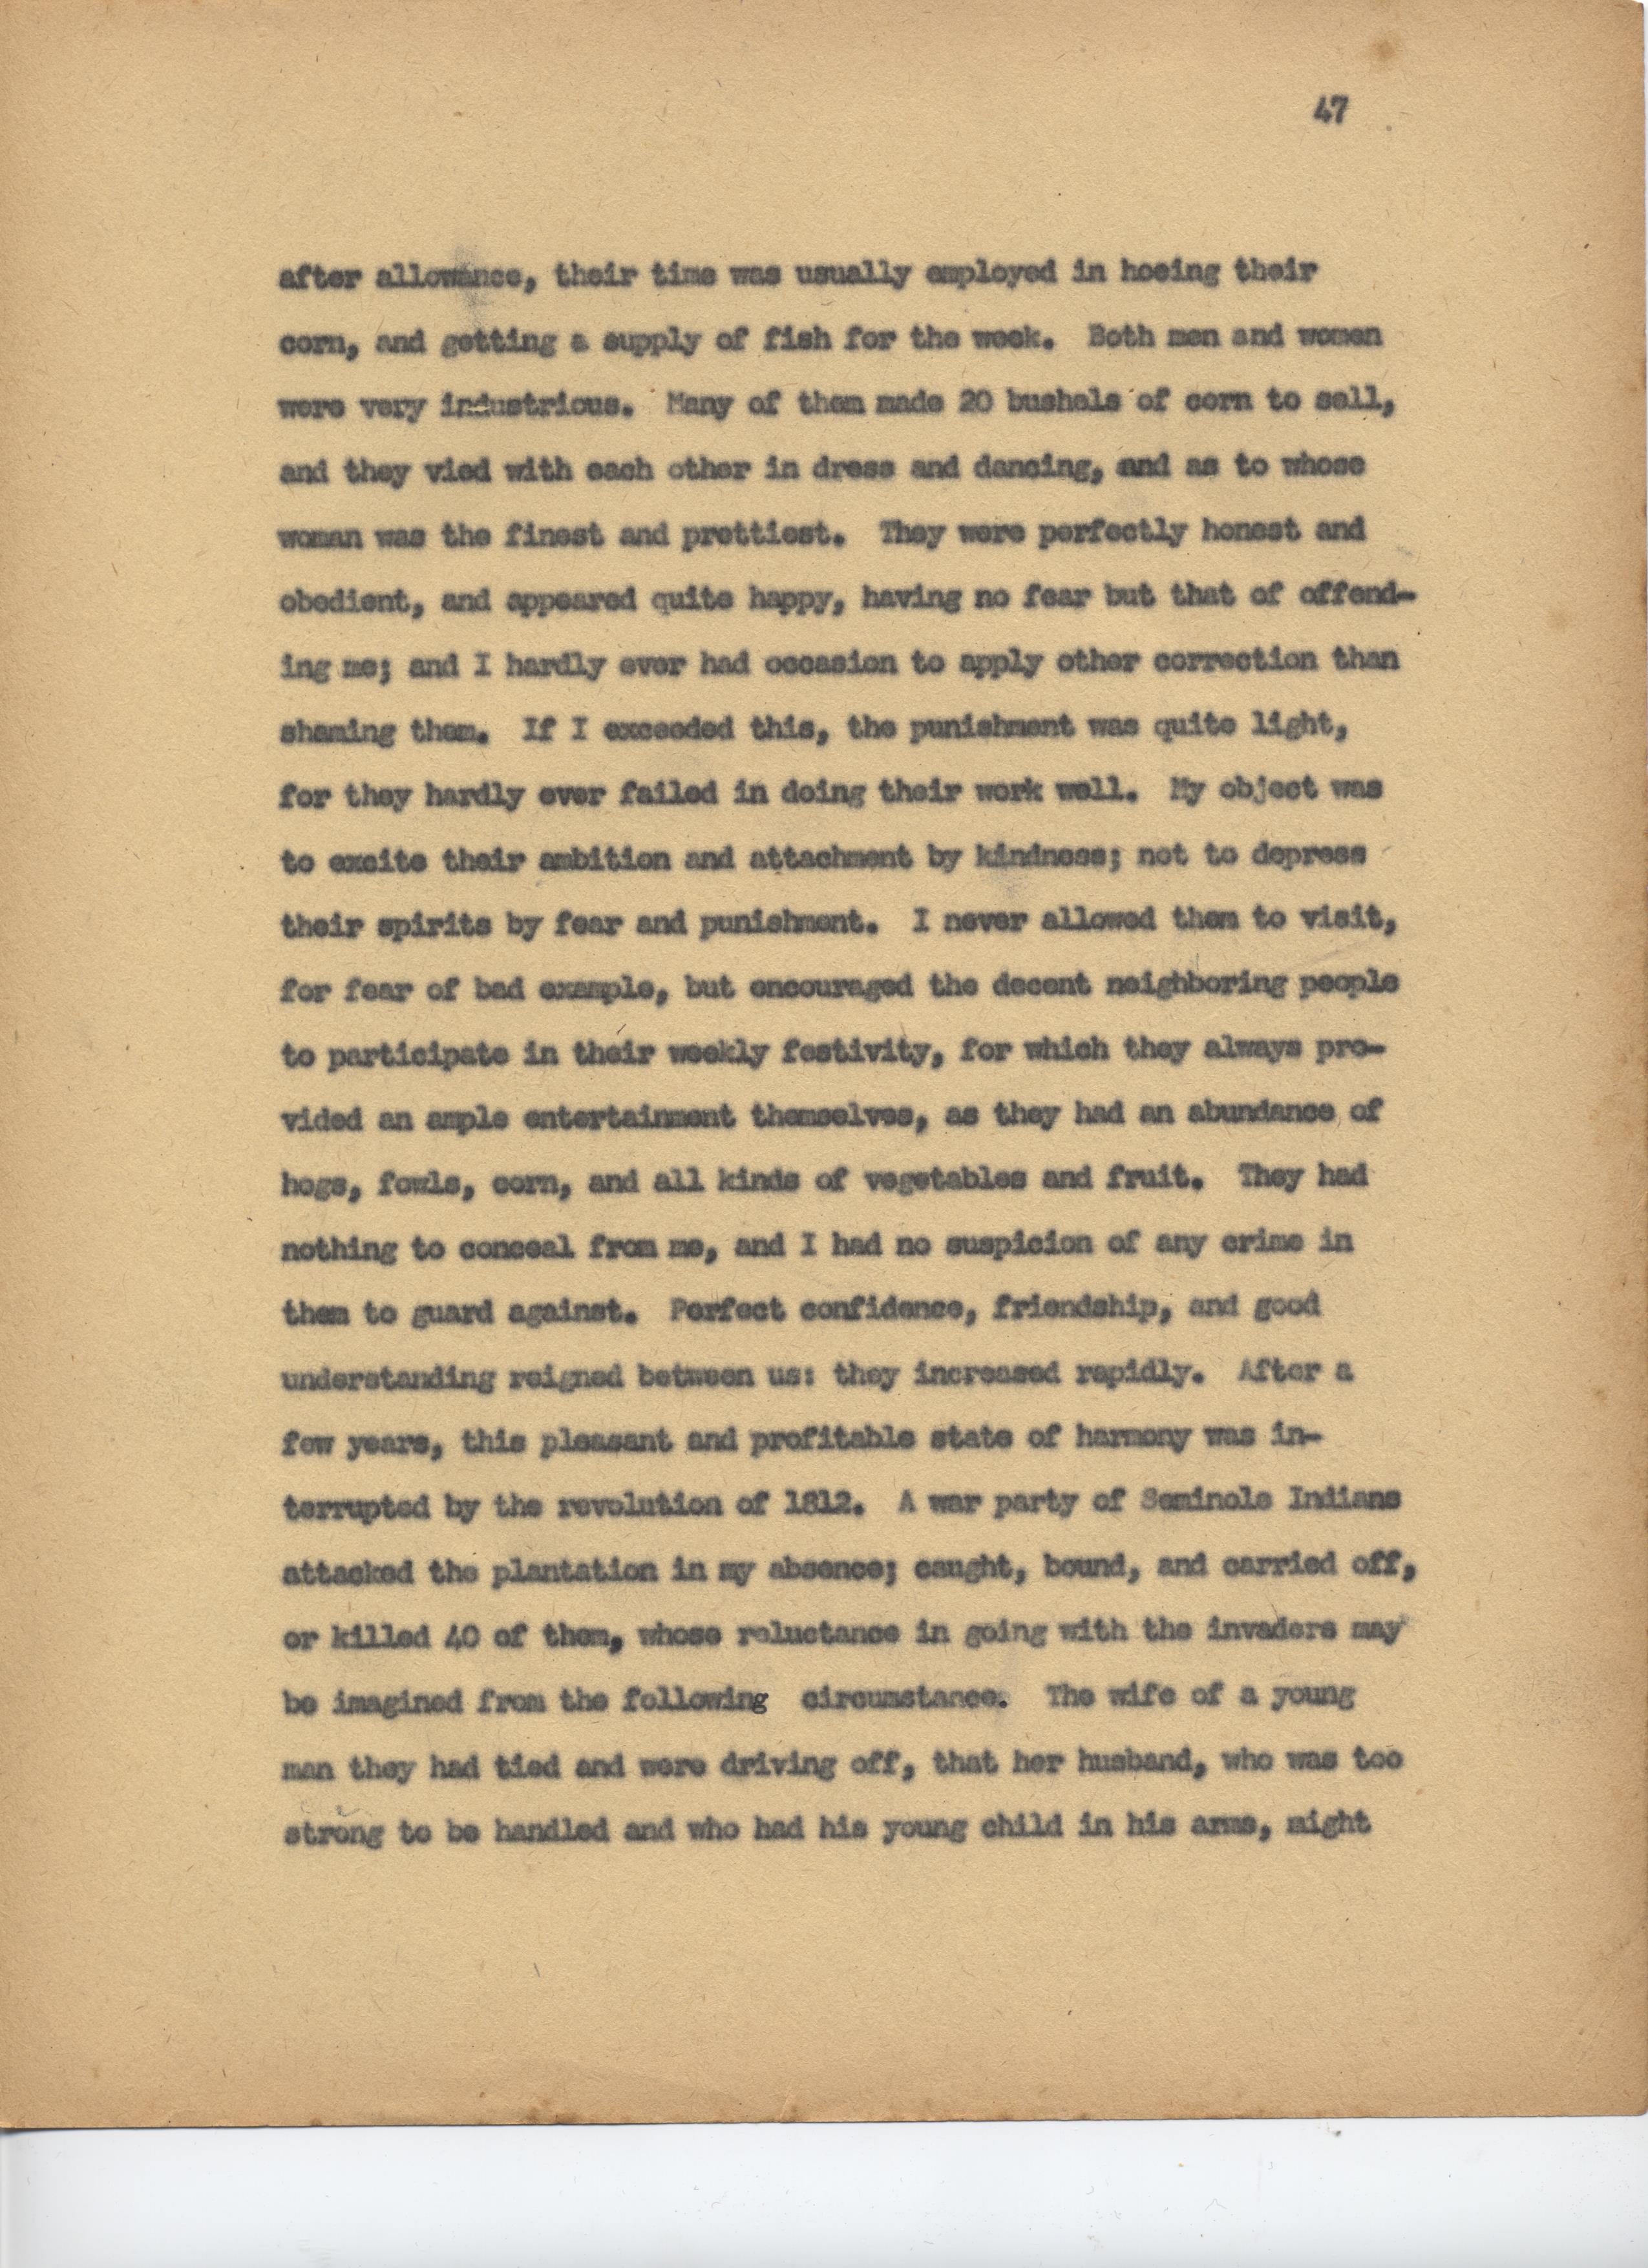 47
after allowance, their time was usually employed in hoeing their
corn, and getting a supply of fish for the week. Both men and women
were very industrious. Many of them made 20 bushels of corn to sell,
and they vied with each other in dress and dancing, and as to whose
woman was the finest and prettiest. They were perfectly honest and
obedient, and appeared quite happy, having no fear but that of offend-
ing me; and I hardly ever had occasion to apply other correction than
shaming them. If I exceeded this, the punishment was quite light,
for they hardly ever failed in doing their work well. My object was
to excite their ambition and attachment by kindness; not to depress
their spirits by fear and punishment. I never allowed them to visit,
for fear of bad example, but encouraged the decent neighboring people
to participate in their weekly festivity, for which they always pro-
vided an ample entertainment themselves, as they had an abundance of
hogs, fowls, corn, and all kinds of vegetables and fruit. They had
nothing to conceal from me, and I had no suspicion of any crime in
them to guard against. Perfect confidence, friendship, and good
understanding reigned between us: they increased rapidly. After a
few years, this pleasant and profitable state of harmony was in-
terrupted by the revolution of 1812. A war party of Seminole Indians
attacked the plantation in my absence; caught, bound, and carried off,
or killed 40 of them, whose reluctance in going with the invaders may
be imagined from the following circumstance. The wife of a young
man they had tied and were driving off, that her husband, who was too
strong to be handled and who had his young child in his arms, might